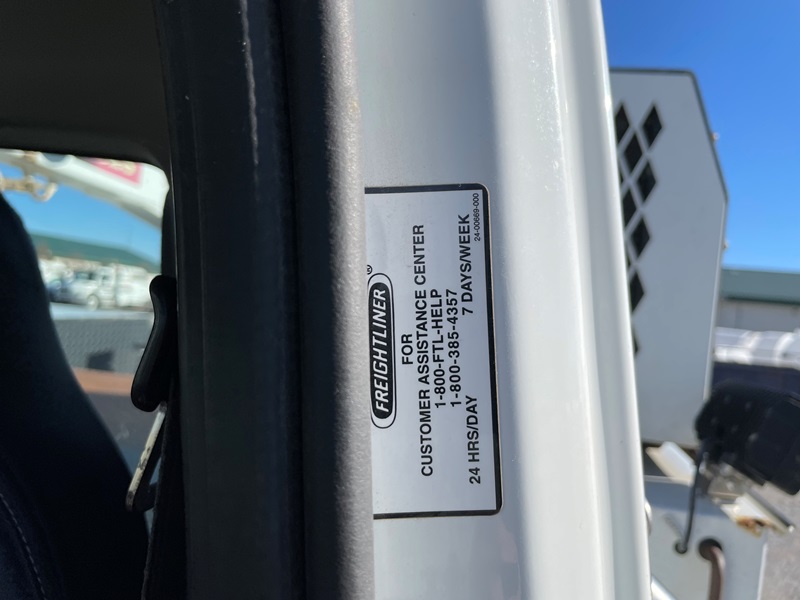 FREIGHTLINER®
FOR
CUSTOMER ASSISTANCE CENTER
1-800-FTL-HELP
1-800-385-4357
24 HRS/DAY 7 DAYS/WEEK
24-00669-000